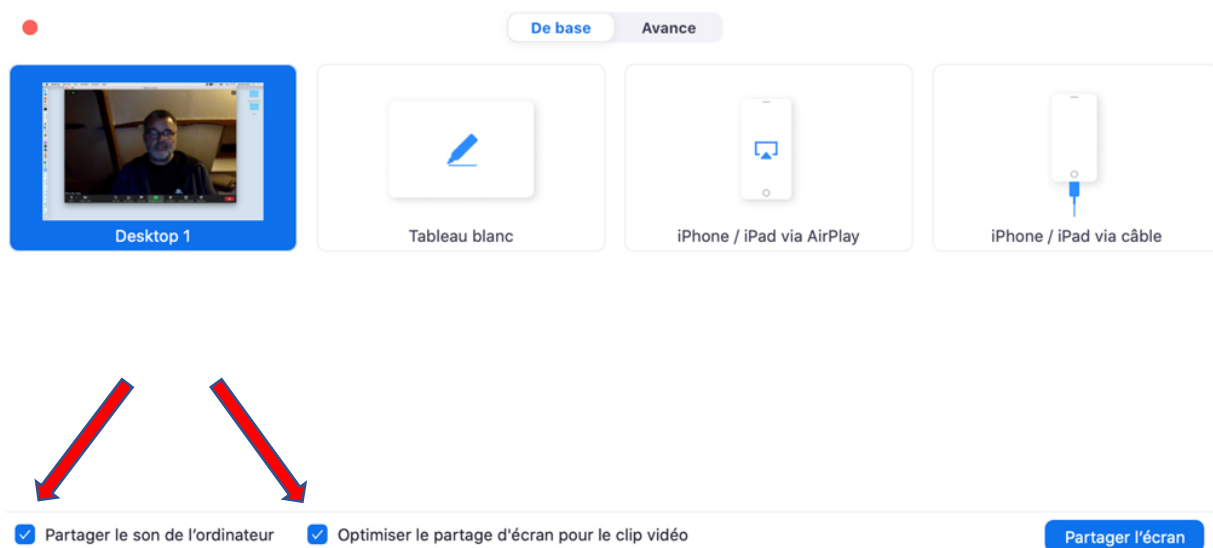 De base Avance
Desktop 1 Tableau blanc iPhone / iPad via AirPlay iPhone / iPad via câble
Partager le son de l'ordinateur Optimiser le partage d'écran pour le clip vidéo Partager l'écran